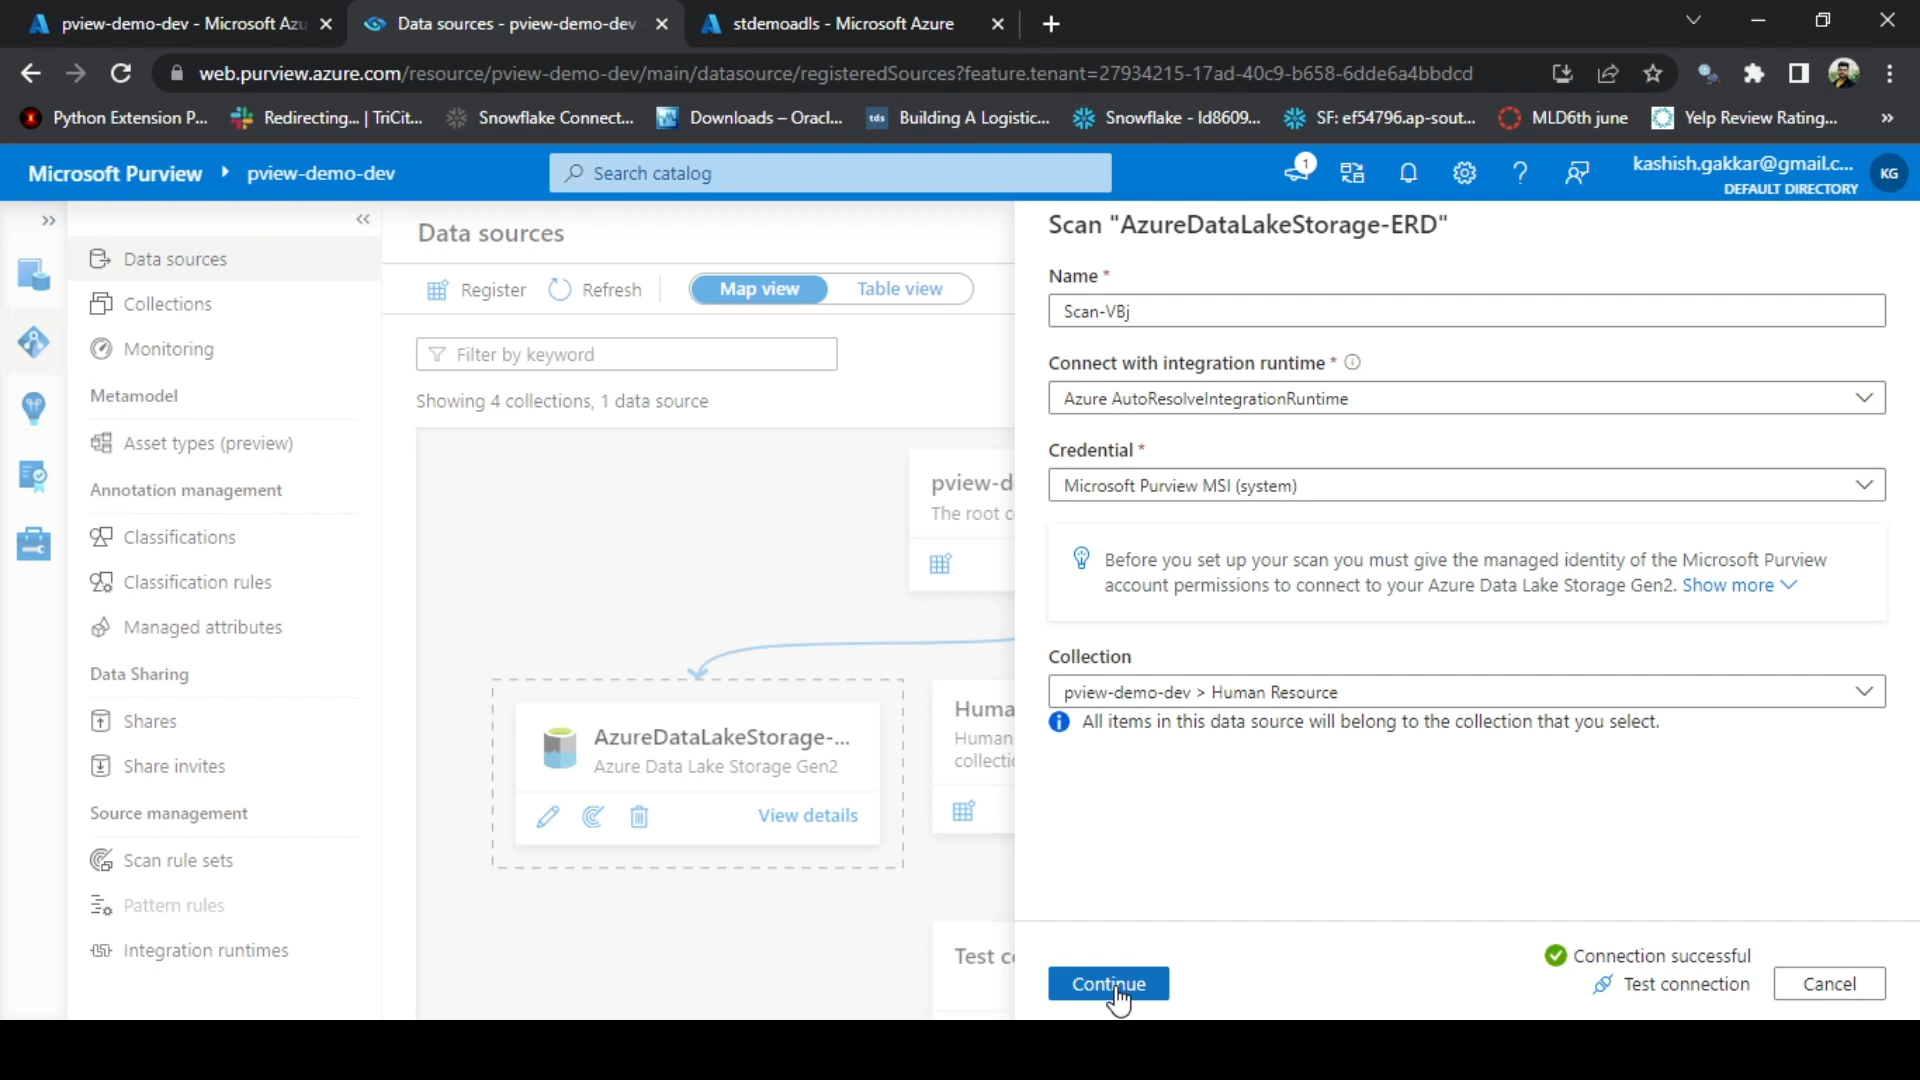 pview-demo-dev - Microsoft Azu
Data sources - pview-demo-dev
stdemoadls - Microsoft Azure
web.purview.azure.com/resource/pview-demo-dev/main/datasource/registeredSources?feature.tenant=27934215-17ad-40c9-b658-6dde6a4bbdcd
Python Extension P...
Redirecting... | TriCit...
Snowflake Connect...
Downloads – Oracl...
tds
Building A Logistic...
Snowflake - Id8609...
SF: ef54796.ap-sout...
MLD6th june
Yelp Review Rating...
»
Microsoft Purview
pview-demo-dev
Search catalog
1
kashish.gakkar@gmail.c...
DEFAULT DIRECTORY
KG
Data sources
Collections
Monitoring
Metamodel
Asset types (preview)
Annotation management
Classifications
Classification rules
Managed attributes
Data Sharing
Shares
Share invites
Source management
Scan rule sets
Pattern rules
Integration runtimes
Data sources
Register
Refresh
Map view
Table view
Filter by keyword
Showing 4 collections, 1 data source
pview-d
The root c
AzureDataLakeStorage-...
Azure Data Lake Storage Gen2
View details
Huma
Human
collectio
Test c
Scan "AzureDataLakeStorage-ERD"
Name *
Scan-VBj
Connect with integration runtime *
Azure AutoResolveIntegrationRuntime
Credential *
Microsoft Purview MSI (system)
Before you set up your scan you must give the managed identity of the Microsoft Purview
account permissions to connect to your Azure Data Lake Storage Gen2. Show more
Collection
pview-demo-dev > Human Resource
All items in this data source will belong to the collection that you select.
Connection successful
Continue
Test connection
Cancel